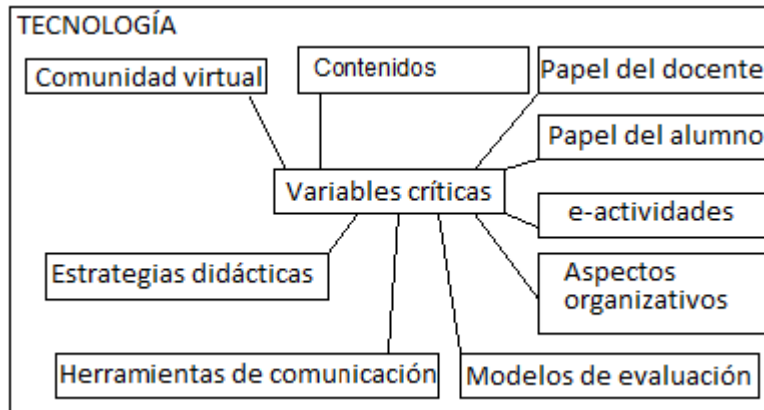 TECNOLOGÍA
Comunidad virtual
Contenidos
Papel del docente
Papel del alumno
Variables críticas
e-actividades
Estrategias didácticas
Aspectos
organizativos
Herramientas de comunicación
Modelos de evaluación